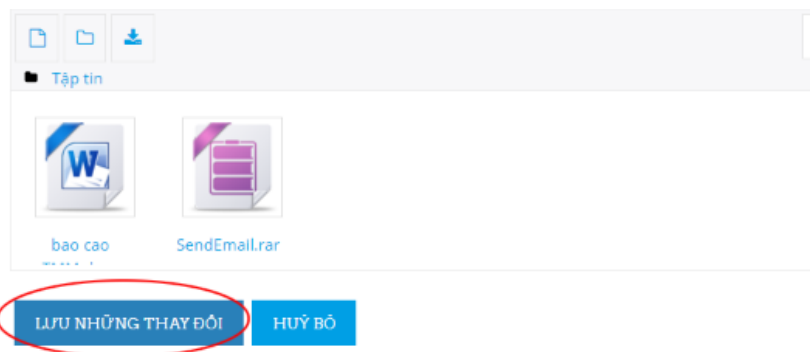 Tập tin
W
bao cao
SendEmail.rar
LƯU NHỮNG THAY ĐỔI
HUỶ BỎ